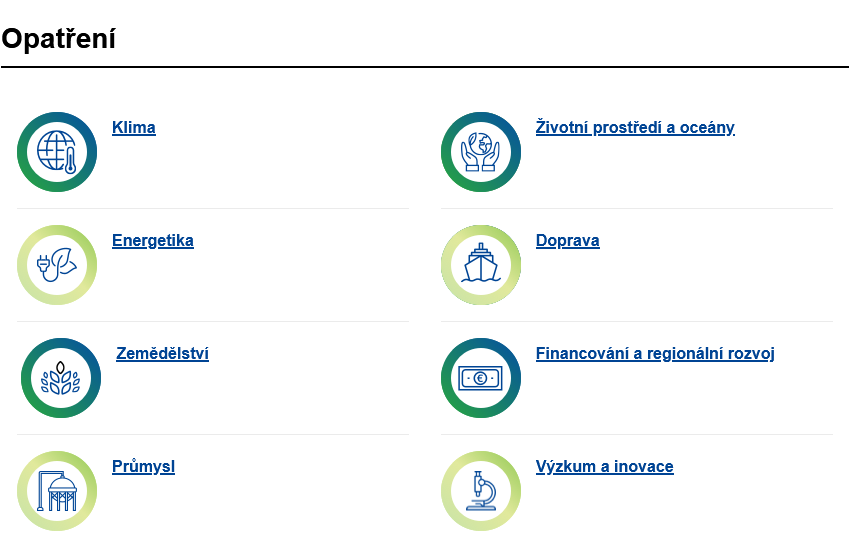 Opatření
Klima
Životní prostředí a oceány
Energetika
Doprava
Zemědělství
Financování a regionální rozvoj
Průmysl
Výzkum a inovace